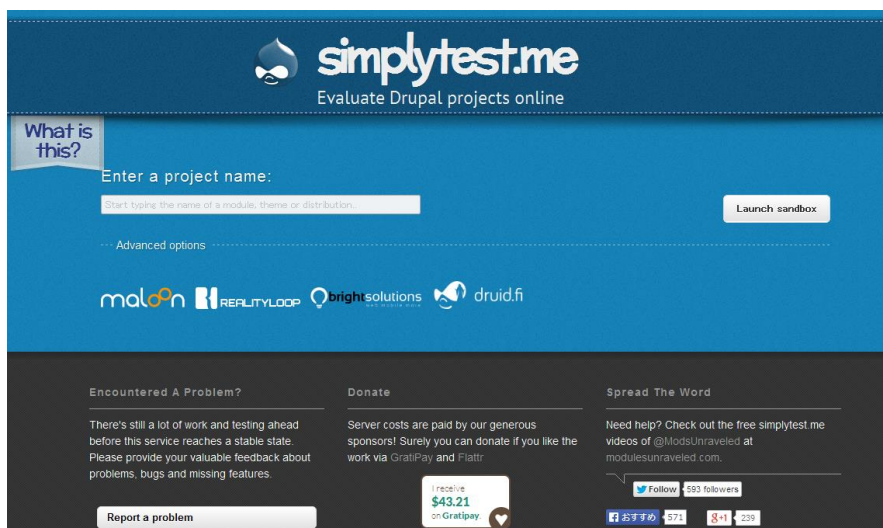 simplytest.me
Evaluate Drupal projects online
What is
this?
Enter a project name:
Start typing the name of a module, theme or distribution.
Launch sandbox
Advanced options
maloon
REALITYLOOP
brightsolutions
druid.fi
Encountered A Problem?
There's still a lot of work and testing ahead
before this service reaches a stable state.
Please provide your valuable feedback about
problems, bugs and missing features.
Report a problem
Donate
Server costs are paid by our generous
sponsors! Surely you can donate if you like the
work via GratiPay and Flattr
I receive
$43.21
on Gratipay.
Spread The Word
Need help? Check out the free simplytest.me
videos of @ModsUnraveled at
modulesunraveled.com.
Follow 593 followers
おすすめ 571 g+1 239